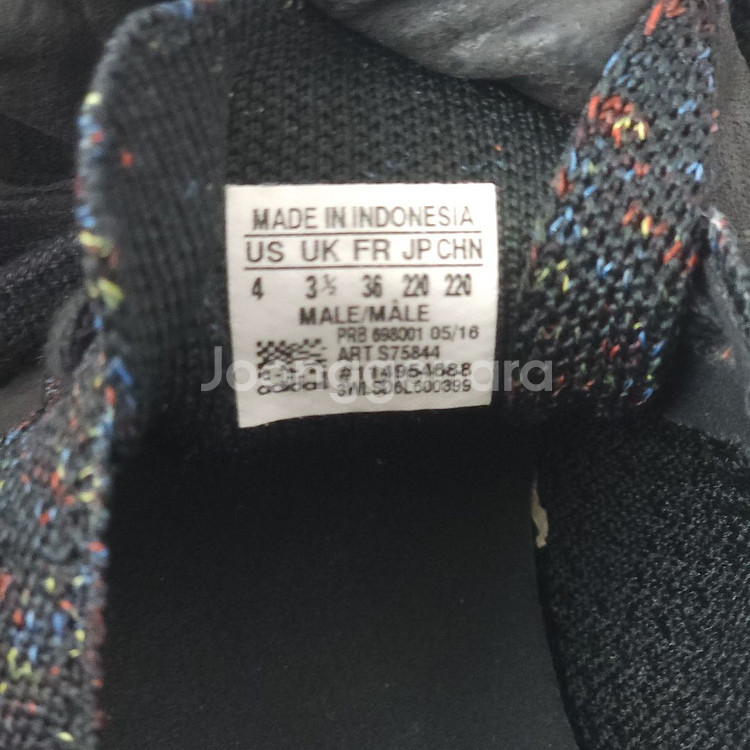 MADE IN INDONESIA
US UK FR JP CHN
4 3½ 36 220 220
MALE/MÂLE
PRB 698001 05/16
ART S75844
adidas
Joonggonara